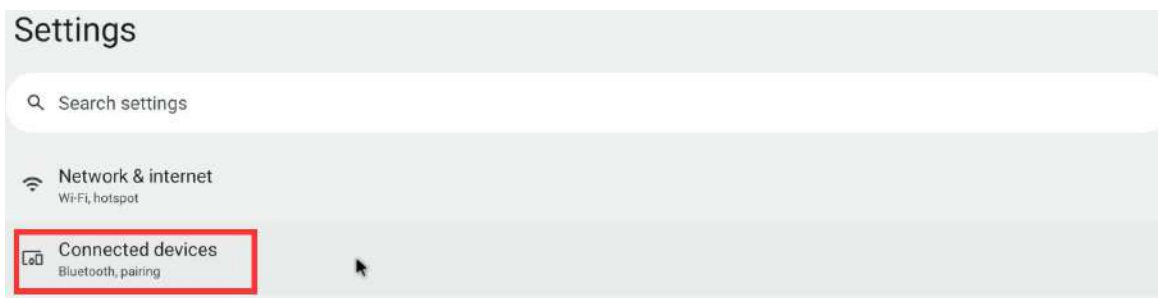 Settings
Search settings
Network & internet
Wi-Fi, hotspot
Connected devices
Bluetooth, pairing